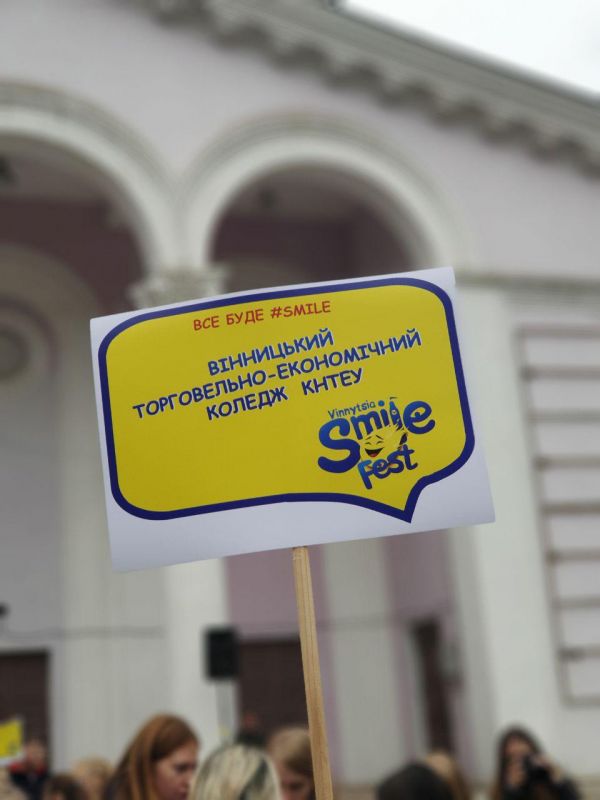 ВСЕ БУДЕ #SMILE
ВІННИЦЬКИЙ
ТОРГОВЕЛЬНО-ЕКОНОМІЧНИЙ
КОЛЕДЖ КНТЕУ
Vinnytsia
Smile
fest